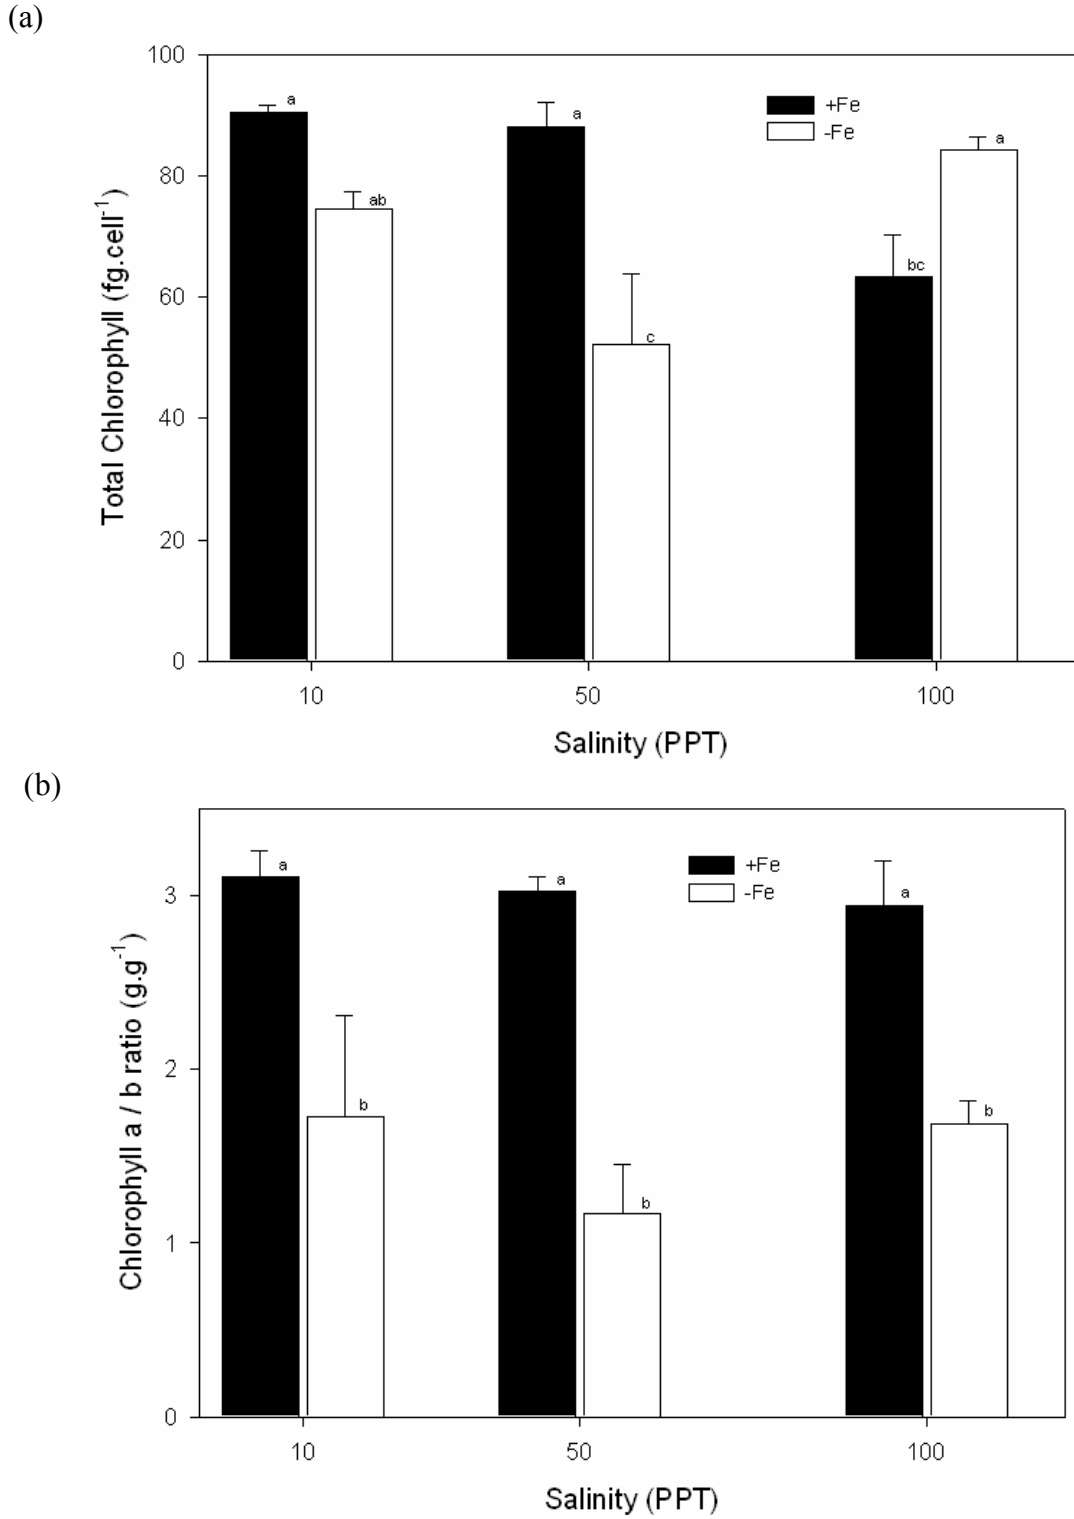 (a)
100
80
60
40
20
0
Total Chlorophyll (fg.cell-1)
a
ab
a
c
bc
a
+Fe
-Fe
10 50 100
Salinity (PPT)
(b)
3
2
1
0
Chlorophyll a / b ratio (g.g-1)
a
b
a
b
a
b
+Fe
-Fe
10 50 100
Salinity (PPT)